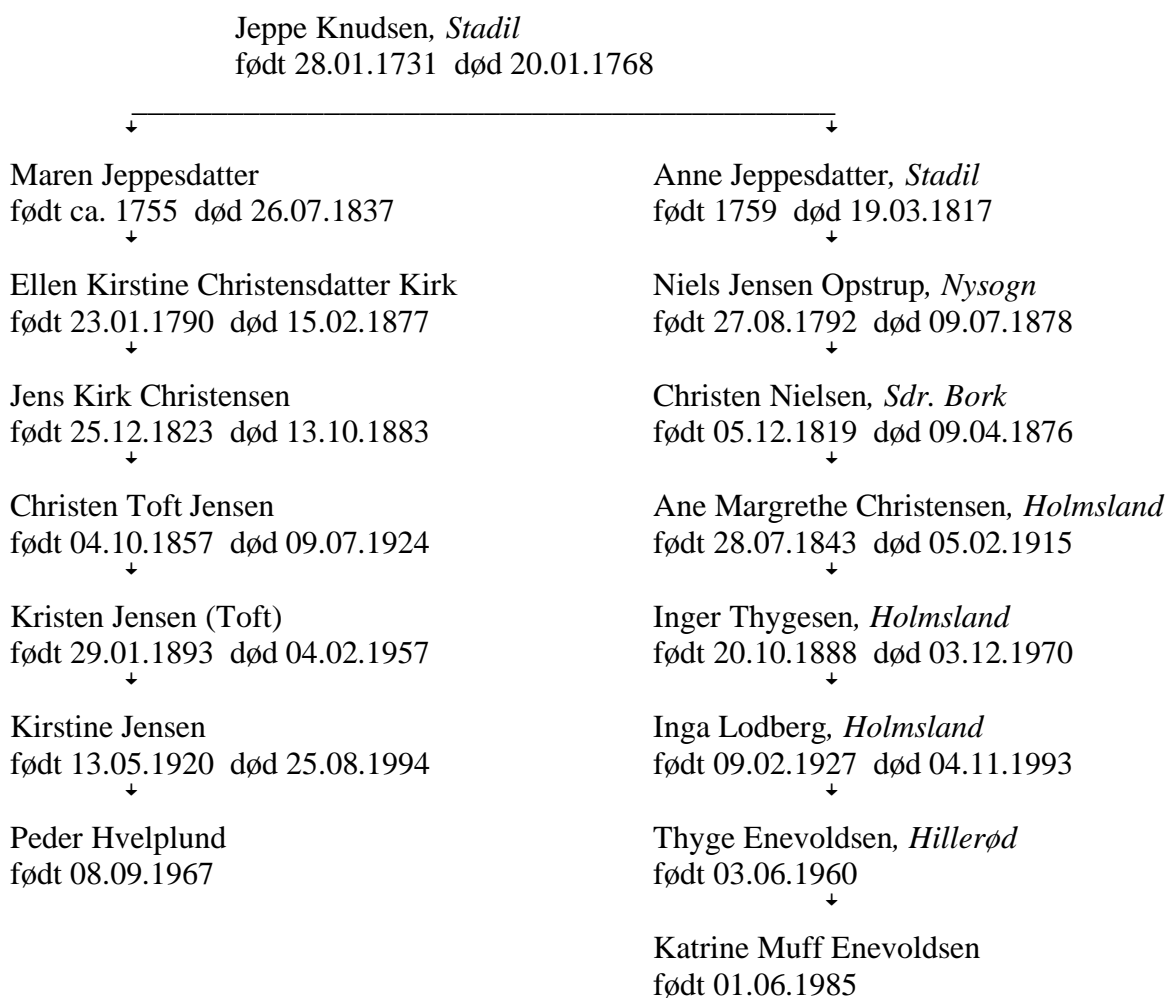 Jeppe Knudsen, Stadil
født 28.01.1731 død 20.01.1768
Maren Jeppesdatter
født ca. 1755 død 26.07.1837
Ellen Kirstine Christensdatter Kirk
født 23.01.1790 død 15.02.1877
Jens Kirk Christensen
født 25.12.1823 død 13.10.1883
Christen Toft Jensen
født 04.10.1857 død 09.07.1924
Kristen Jensen (Toft)
født 29.01.1893 død 04.02.1957
Kirstine Jensen
født 13.05.1920 død 25.08.1994
Peder Hvelplund
født 08.09.1967
Anne Jeppesdatter, Stadil
født 1759 død 19.03.1817
Niels Jensen Opstrup, Nysogn
født 27.08.1792 død 09.07.1878
Christen Nielsen, Sdr. Bork
født 05.12.1819 død 09.04.1876
Ane Margrethe Christensen, Holmsland
født 28.07.1843 død 05.02.1915
Inger Thygesen, Holmsland
født 20.10.1888 død 03.12.1970
Inga Lodberg, Holmsland
født 09.02.1927 død 04.11.1993
Thyge Enevoldsen, Hillerød
født 03.06.1960
Katrine Muff Enevoldsen
født 01.06.1985